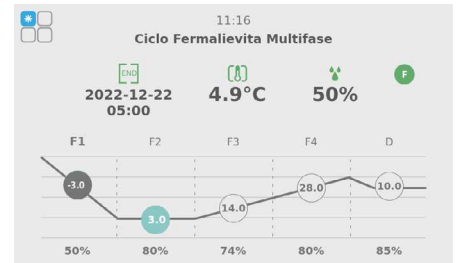 11:16
Ciclo Fermalievita Multifase
END
2022-12-22
05:00
4.9°C
50%
F
F1 F2 F3 F4 D
-3.0 3.0 14.0 28.0 10.0
50% 80% 74% 80% 85%